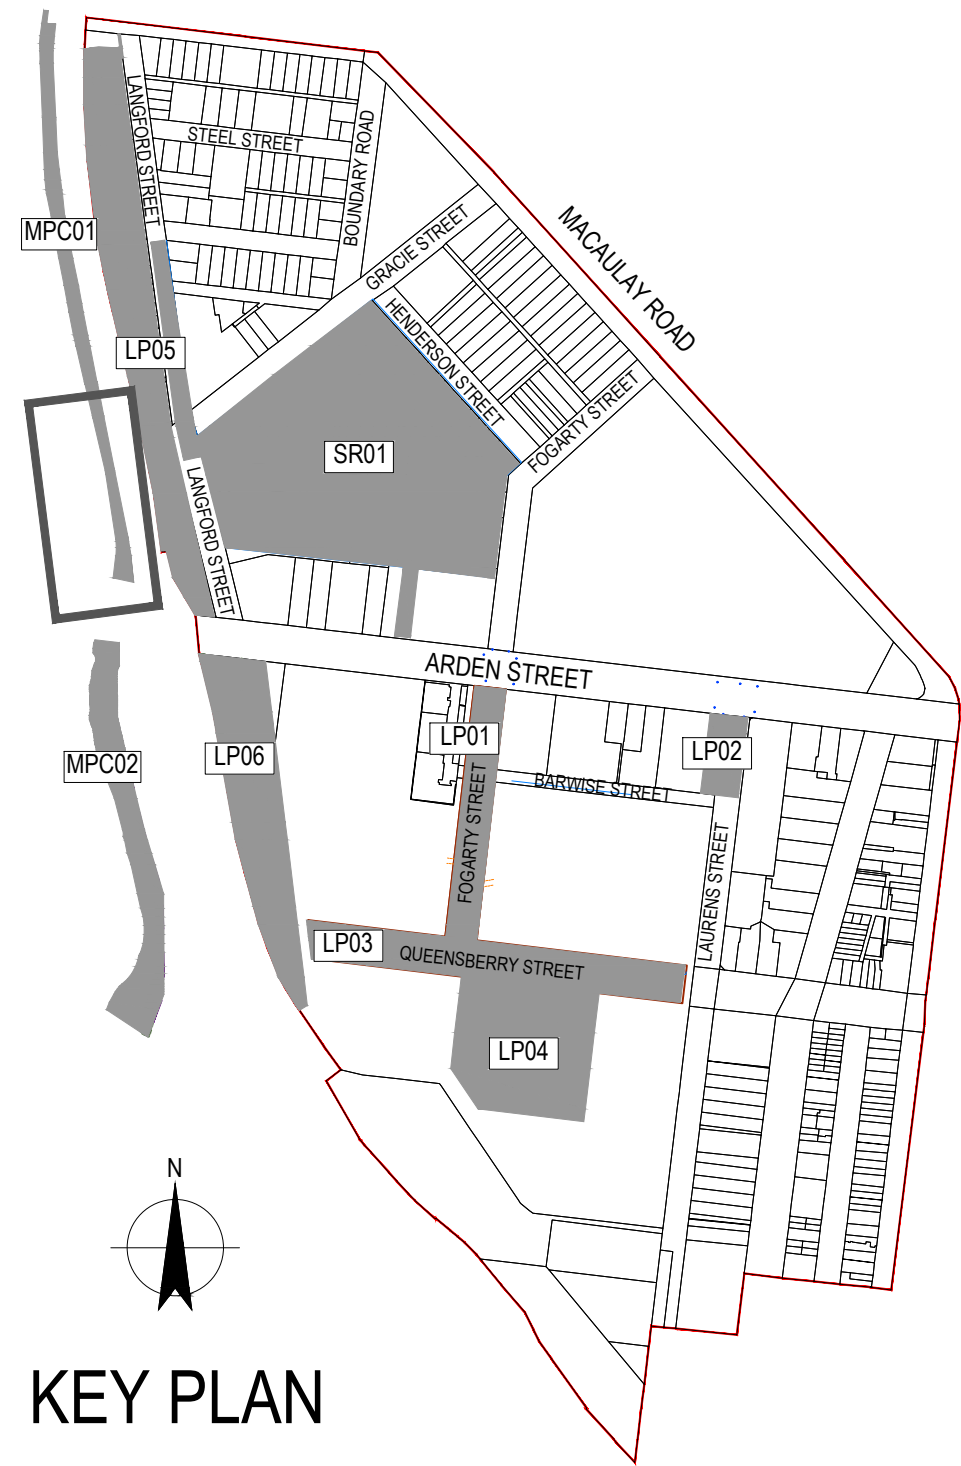 LANGFORD STREET
STEEL STREET
BOUNDARY ROAD
MPC01
GRACIE STREET
MACAULAY ROAD
HENDERSON STREET
LP05
FOGARTY STREET
SR01
LANGFORD STREET
ARDEN STREET
LP01
LP02
MPC02
LP06
BARWISE STREET
FOGARTY STREET
LAURENS STREET
LP03
QUEENSBERRY STREET
LP04
N
KEY PLAN